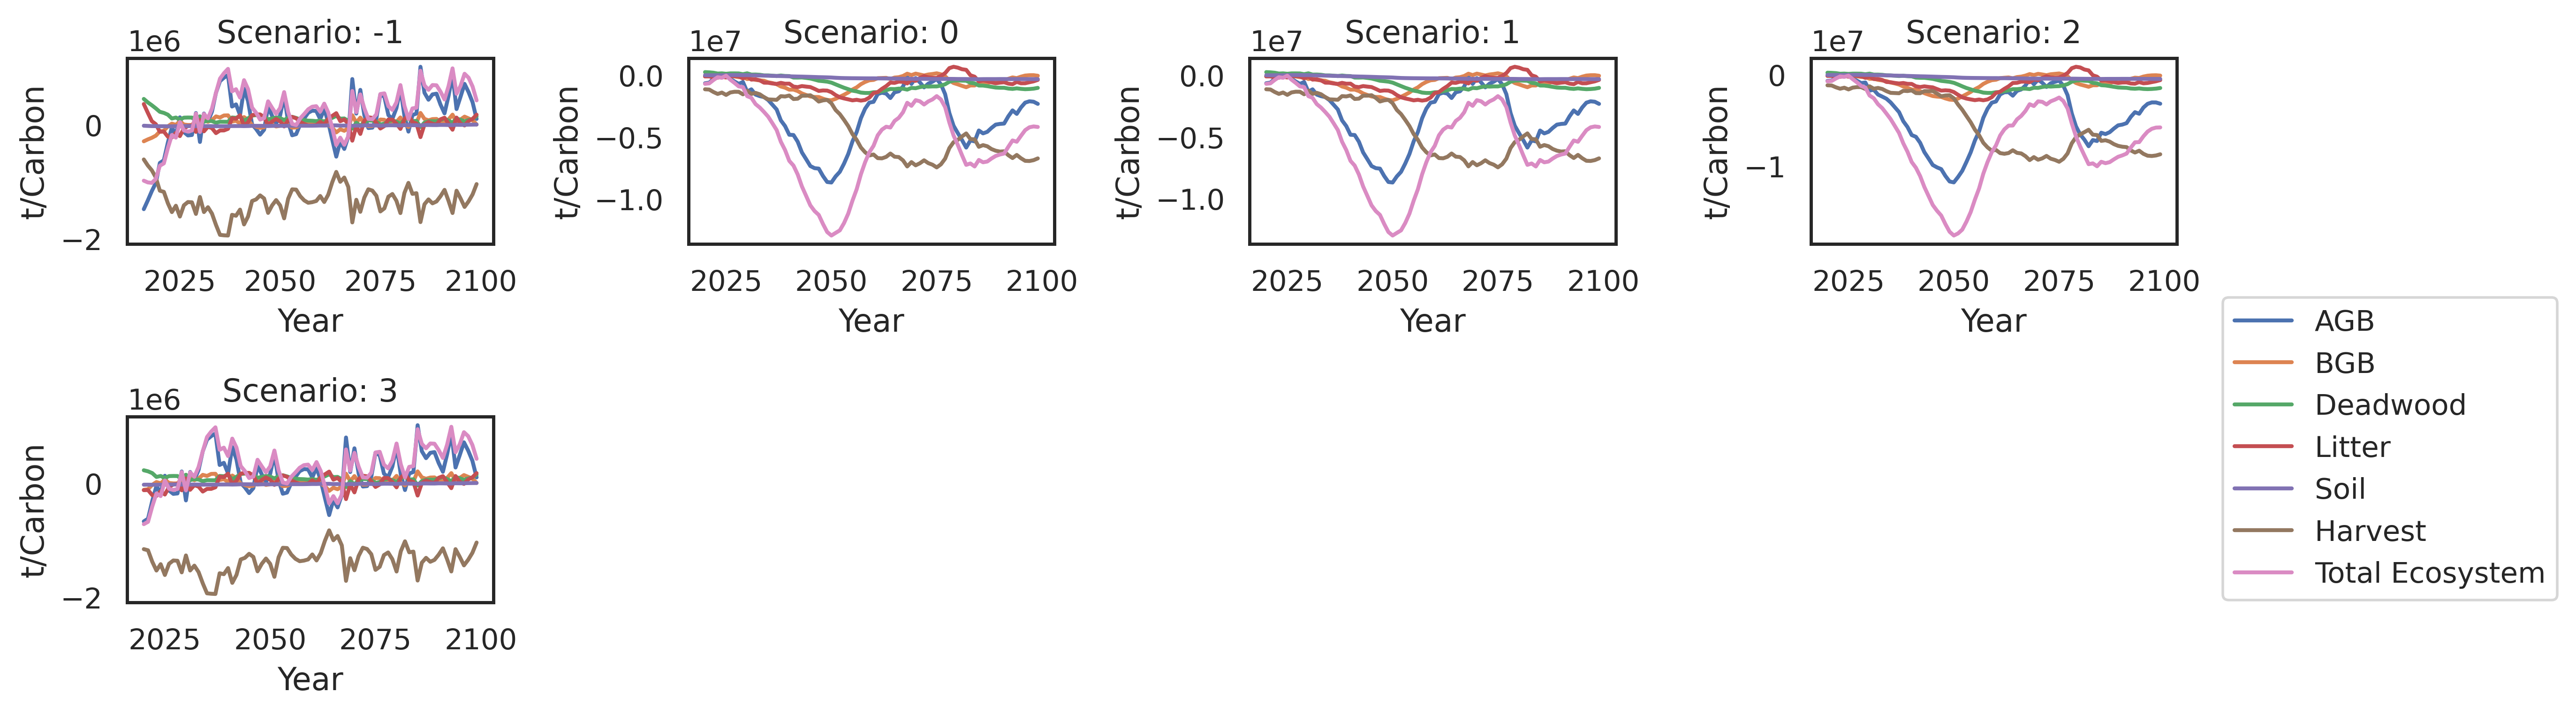 Scenario: -1
1e6
t/Carbon
0
−2
2025 2050 2075 2100
Year
Scenario: 0
1e7
t/Carbon
0.0
−0.5
−1.0
2025 2050 2075 2100
Year
Scenario: 1
1e7
t/Carbon
0.0
−0.5
−1.0
2025 2050 2075 2100
Year
Scenario: 2
1e7
t/Carbon
0
−1
2025 2050 2075 2100
Year
Scenario: 3
1e6
t/Carbon
0
−2
2025 2050 2075 2100
Year
AGB
BGB
Deadwood
Litter
Soil
Harvest
Total Ecosystem